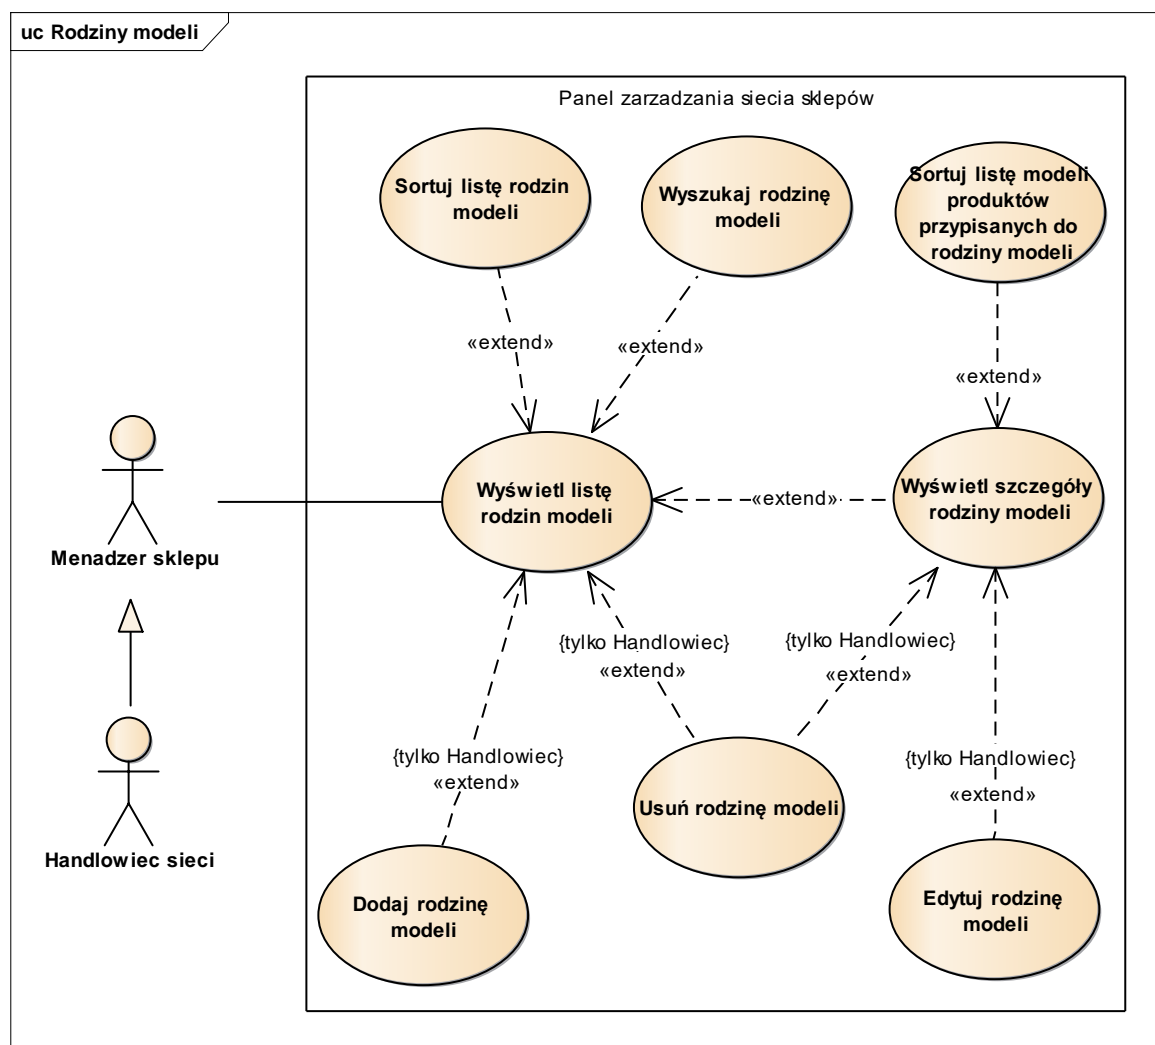 uc Rodziny modeli
Panel zarzadzania siecia sklepów
Sortuj listę rodzin
modeli
Wyszukaj rodzinę
modeli
Sortuj listę modeli
produktów
przypisanych do
rodziny modeli
«extend»
«extend»
«extend»
Menadzer sklepu
Wyświetl listę
rodzin modeli
«extend»
Wyświetl szczegóły
rodziny modeli
{tylko Handlowiec}
«extend»
{tylko Handlowiec}
«extend»
{tylko Handlowiec}
«extend»
{tylko Handlowiec}
«extend»
Handlowiec sieci
Usuń rodzinę modeli
Dodaj rodzinę
modeli
Edytuj rodzinę
modeli